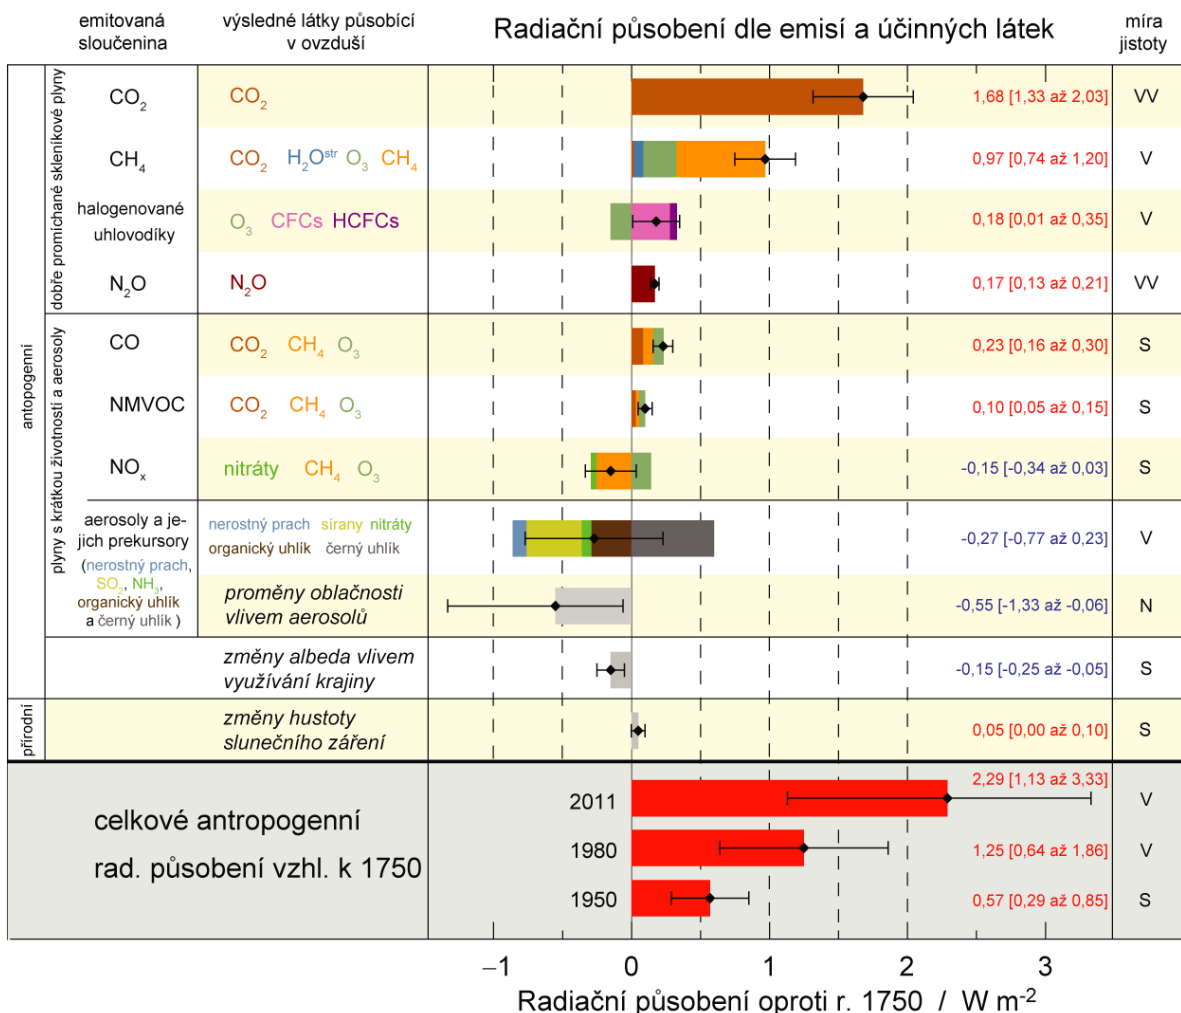 emitovaná
sloučenina
výsledné látky působící
v ovzduší
Radiační působení dle emisí a účinných látek
míra
jistoty
antopogenní
dobře promíchané skleníkové plyny
CO₂
CO₂
1,68 [1,33 až 2,03]
VV
CH₄
CO₂ H₂Oˢᵗʳ O₃ CH₄
0,97 [0,74 až 1,20]
V
halogenované
uhlovodíky
O₃ CFCs HCFCs
0,18 [0,01 až 0,35]
V
N₂O
N₂O
0,17 [0,13 až 0,21]
VV
plyny s krátkou životností a aerosoly
CO
CO₂ CH₄ O₃
0,23 [0,16 až 0,30]
S
NMVOC
CO₂ CH₄ O₃
0,10 [0,05 až 0,15]
S
NOₓ
nitráty CH₄ O₃
-0,15 [-0,34 až 0,03]
S
aerosoly a je-
jich prekursory
(nerostný prach,
SO₂, NH₃,
organický uhlík
a černý uhlík )
nerostný prach sírany nitráty
organický uhlík černý uhlík
-0,27 [-0,77 až 0,23]
V
proměny oblačnosti
vlivem aerosolů
-0,55 [-1,33 až -0,06]
N
změny albeda vlivem
využívání krajiny
-0,15 [-0,25 až -0,05]
S
přírodní
změny hustoty
slunečního záření
0,05 [0,00 až 0,10]
S
celkové antropogenní
rad. působení vzhl. k 1750
2011
2,29 [1,13 až 3,33]
V
1980
1,25 [0,64 až 1,86]
V
1950
0,57 [0,29 až 0,85]
S
−1 0 1 2 3
Radiační působení oproti r. 1750 / W m⁻²